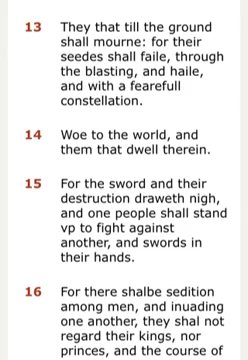 13 They that till the ground
shall mourne: for their
seedes shall faile, through
the blasting, and haile,
and with a fearefull
constellation.
14 Woe to the world, and
them that dwell therein.
15 For the sword and their
destruction draweth nigh,
and one people shall stand
vp to fight against
another, and swords in
their hands.
16 For there shalbe sedition
among men, and inuading
one another, they shal not
regard their kings, nor
princes, and the course of